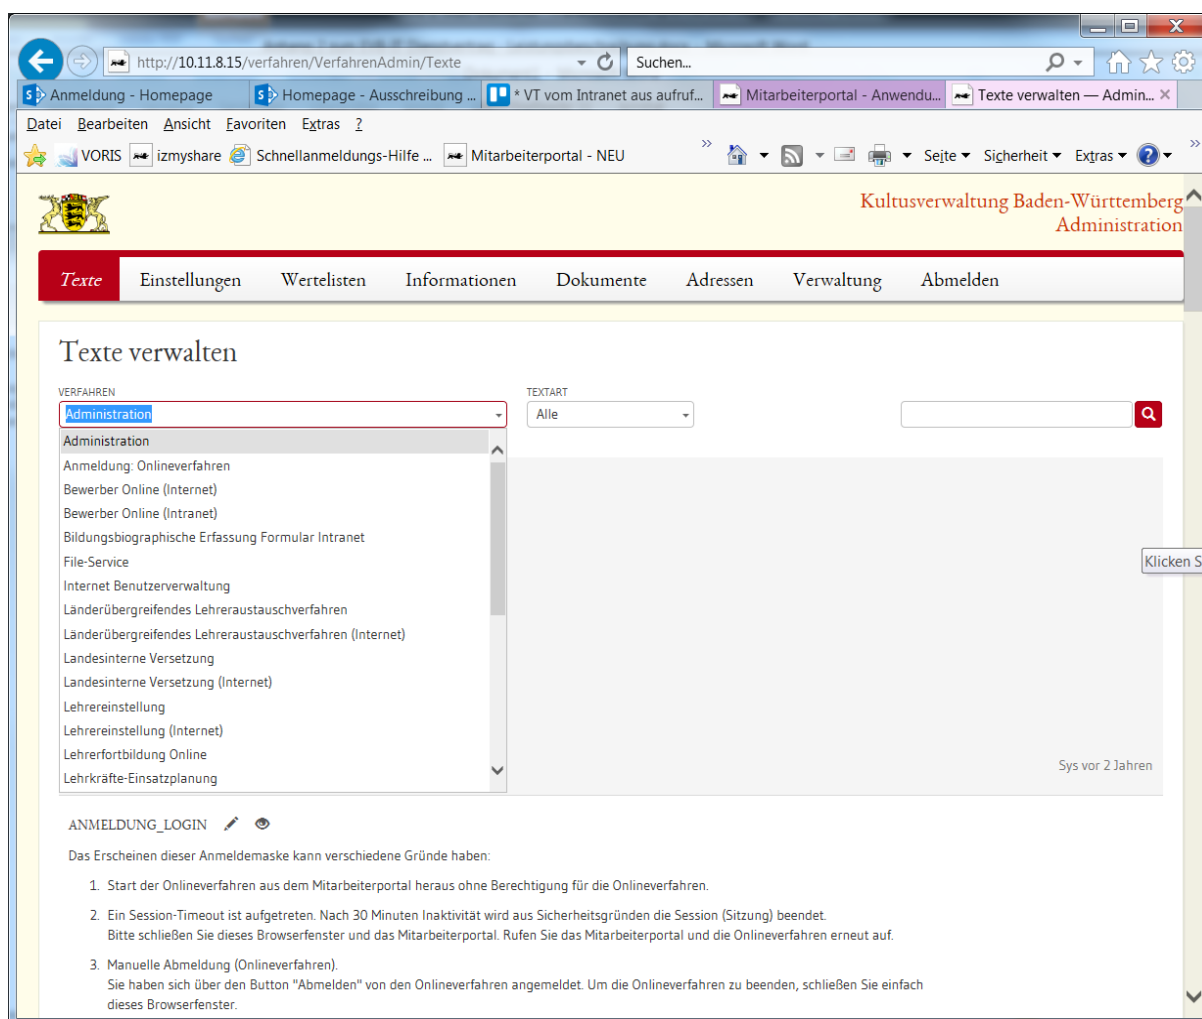 http://10.11.8.15/verfahren/VerfahrenAdmin/Texte
Suchen...
Anmeldung - Homepage
Homepage - Ausschreibung ...
* VT vom Intranet aus aufruf...
Mitarbeiterportal - Anwendu...
Texte verwalten — Admin...
Datei Bearbeiten Ansicht Favoriten Extras ?
VORIS izmyshare Schnellanmeldungs-Hilfe ... Mitarbeiterportal - NEU » Seite Sicherheit Extras »
Kultusverwaltung Baden-Württemberg
Administration
Texte Einstellungen Wertelisten Informationen Dokumente Adressen Verwaltung Abmelden
Texte verwalten
VERFAHREN TEXTART
Administration Alle
Administration
Anmeldung: Onlineverfahren
Bewerber Online (Internet)
Bewerber Online (Intranet)
Bildungsbiographische Erfassung Formular Intranet
File-Service
Klicken S
Internet Benutzerverwaltung
Länderübergreifendes Lehreraustauschverfahren
Länderübergreifendes Lehreraustauschverfahren (Internet)
Landesinterne Versetzung
Landesinterne Versetzung (Internet)
Lehrereinstellung
Lehrereinstellung (Internet)
Lehrerfortbildung Online
Sys vor 2 Jahren
Lehrkräfte-Einsatzplanung
ANMELDUNG_LOGIN
Das Erscheinen dieser Anmeldemaske kann verschiedene Gründe haben:
1. Start der Onlineverfahren aus dem Mitarbeiterportal heraus ohne Berechtigung für die Onlineverfahren.
2. Ein Session-Timeout ist aufgetreten. Nach 30 Minuten Inaktivität wird aus Sicherheitsgründen die Session (Sitzung) beendet.
Bitte schließen Sie dieses Browserfenster und das Mitarbeiterportal. Rufen Sie das Mitarbeiterportal und die Onlineverfahren erneut auf.
3. Manuelle Abmeldung (Onlineverfahren).
Sie haben sich über den Button "Abmelden" von den Onlineverfahren angemeldet. Um die Onlineverfahren zu beenden, schließen Sie einfach
dieses Browserfenster.